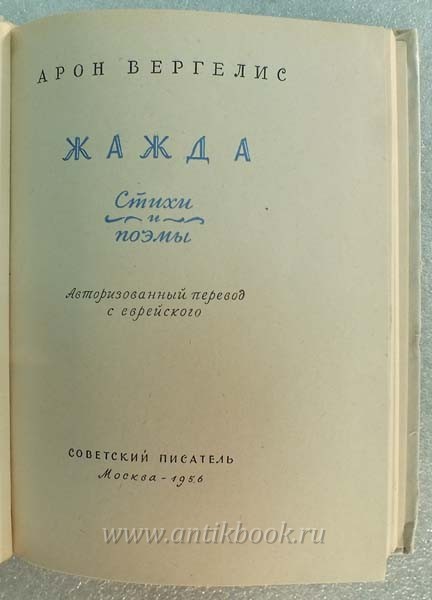 АРОН ВЕРГЕЛИС
ЖАЖДА
Стихи
и
поэмы
Авторизованный перевод
с еврейского
СОВЕТСКИЙ ПИСАТЕЛЬ
Москва - 1956
www.antikbook.ru